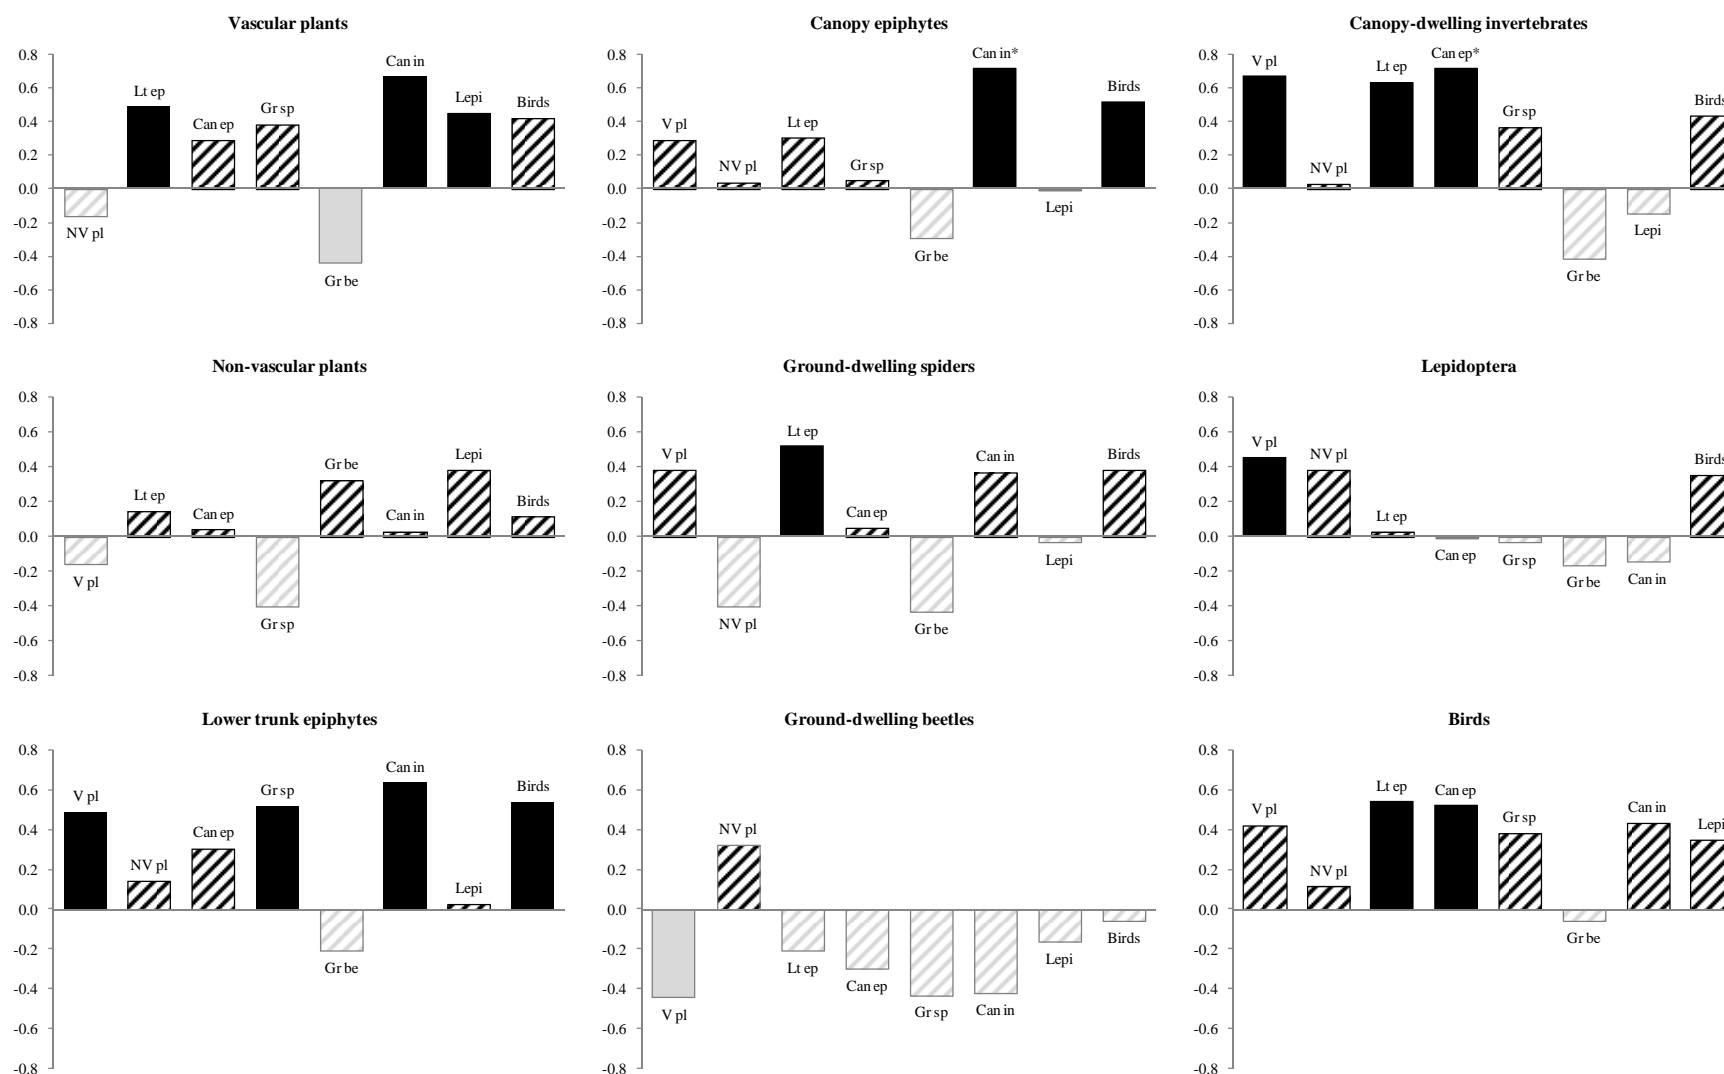 Vascular plants
0.8
0.6
0.4
0.2
0.0
-0.2
-0.4
-0.6
-0.8
NV pl
Lt ep
Can ep
Gr sp
Gr be
Can in
Lepi
Birds
Canopy epiphytes
0.8
0.6
0.4
0.2
0.0
-0.2
-0.4
-0.6
-0.8
V pl
NV pl
Lt ep
Gr sp
Gr be
Can in*
Lepi
Birds
Canopy-dwelling invertebrates
0.8
0.6
0.4
0.2
0.0
-0.2
-0.4
-0.6
-0.8
V pl
NV pl
Lt ep
Can ep*
Gr sp
Gr be
Lepi
Birds
Non-vascular plants
0.8
0.6
0.4
0.2
0.0
-0.2
-0.4
-0.6
-0.8
V pl
Lt ep
Can ep
Gr sp
Gr be
Can in
Lepi
Birds
Ground-dwelling spiders
0.8
0.6
0.4
0.2
0.0
-0.2
-0.4
-0.6
-0.8
V pl
NV pl
Lt ep
Can ep
Gr be
Can in
Lepi
Birds
Lepidoptera
0.8
0.6
0.4
0.2
0.0
-0.2
-0.4
-0.6
-0.8
V pl
NV pl
Lt ep
Can ep
Gr sp
Gr be
Can in
Birds
Lower trunk epiphytes
0.8
0.6
0.4
0.2
0.0
-0.2
-0.4
-0.6
-0.8
V pl
NV pl
Can ep
Gr sp
Gr be
Can in
Lepi
Birds
Ground-dwelling beetles
0.8
0.6
0.4
0.2
0.0
-0.2
-0.4
-0.6
-0.8
V pl
NV pl
Lt ep
Can ep
Gr sp
Can in
Lepi
Birds
Birds
0.8
0.6
0.4
0.2
0.0
-0.2
-0.4
-0.6
-0.8
V pl
NV pl
Lt ep
Can ep
Gr sp
Gr be
Can in
Lepi